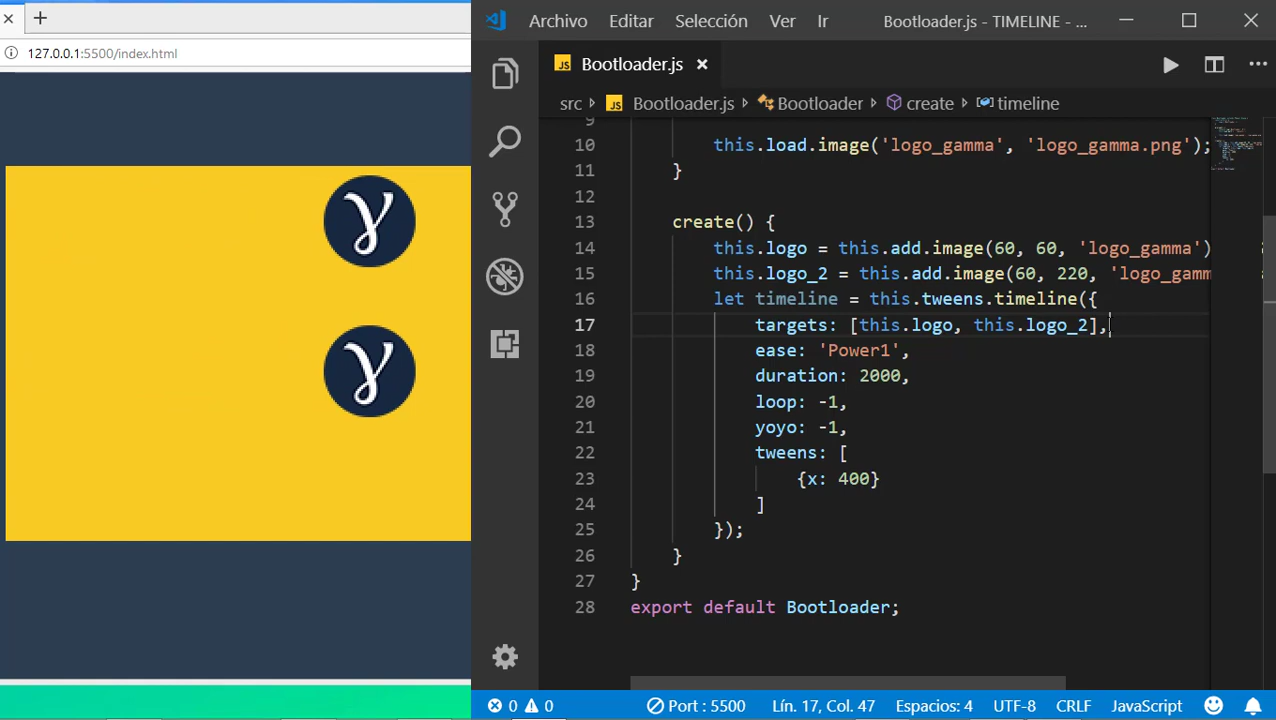 127.0.0.1:5500/index.html
γ
γ
Archivo Editar Selección Ver Ir Bootloader.js - TIMELINE - ...
JS Bootloader.js
src > JS Bootloader.js > Bootloader > create > timeline
9
10 this.load.image('logo_gamma', 'logo_gamma.png');
11 }
12
13 create() {
14 this.logo = this.add.image(60, 60, 'logo_gamma')
15 this.logo_2 = this.add.image(60, 220, 'logo_gamm
16 let timeline = this.tweens.timeline({
17 targets: [this.logo, this.logo_2],
18 ease: 'Power1',
19 duration: 2000,
20 loop: -1,
21 yoyo: -1,
22 tweens: [
23 {x: 400}
24 ]
25 });
26 }
27 }
28 export default Bootloader;
0 0 Port : 5500 Lín. 17, Col. 47 Espacios: 4 UTF-8 CRLF JavaScript